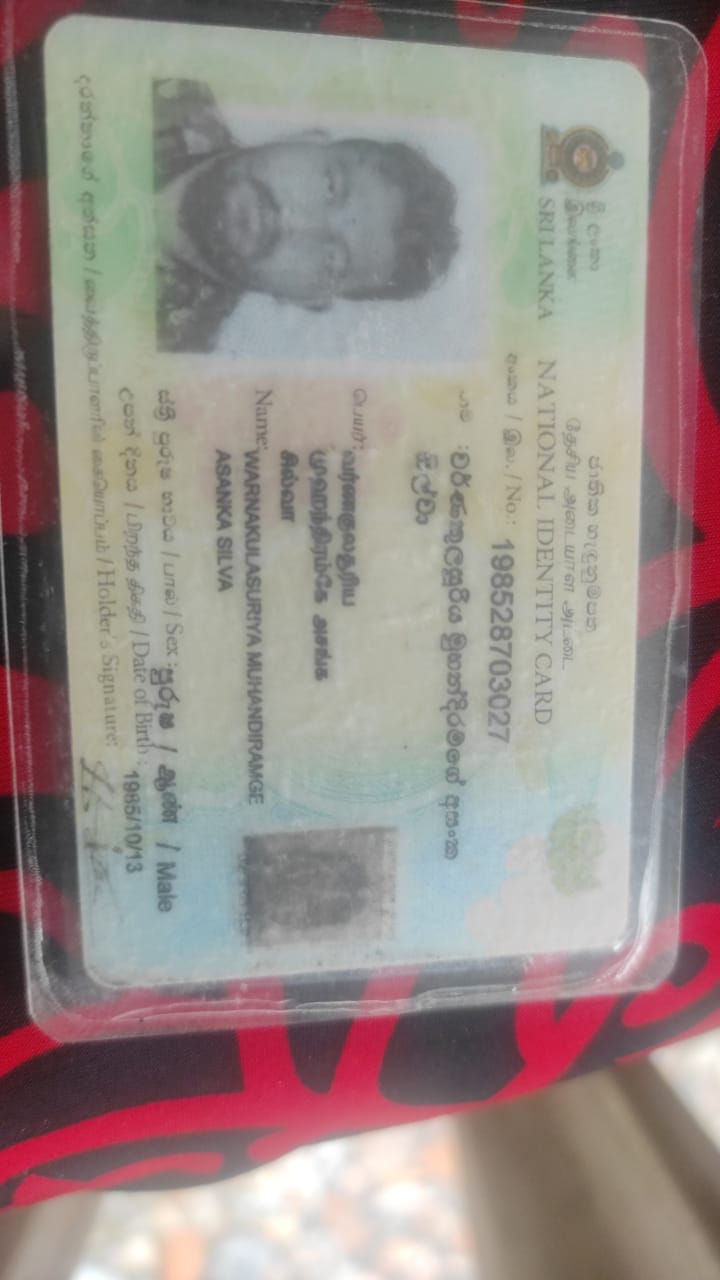 ශ්‍රී ලංකා
இலங்கை
SRI LANKA
ජාතික හැඳුනුම්පත
தேசிய அடையாள அட்டை
NATIONAL IDENTITY CARD
අංකය / இல. / No.: 198528703027
නම : වර්ණකුලසූරිය මුහන්දිරම්ගේ අසංක
සිල්වා
பெயர்: வர்ணகுலசூரிய
முஹந்திரம்கே அசங்க
சில்வா
Name: WARNAKULASURIYA MUHANDIRAMGE
ASANKA SILVA
ස්ත්‍රී පුරුෂ භාවය / பால் / Sex : පුරුෂ / ஆண் / Male
උපන් දිනය / பிறந்த திகதி / Date of Birth : 1985/10/13
දරන්නාගේ අත්සන / வைத்திருப்பாளரின் கையொப்பம் / Holder's Signature: